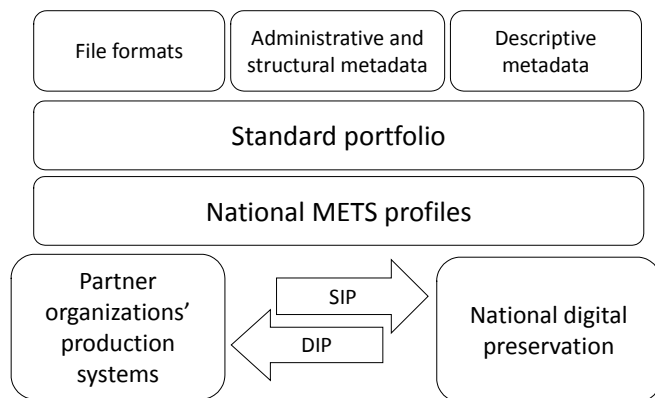 File formats
Administrative and
structural metadata
Descriptive
metadata
Standard portfolio
National METS profiles
Partner
organizations’
production
systems
SIP
DIP
National digital
preservation